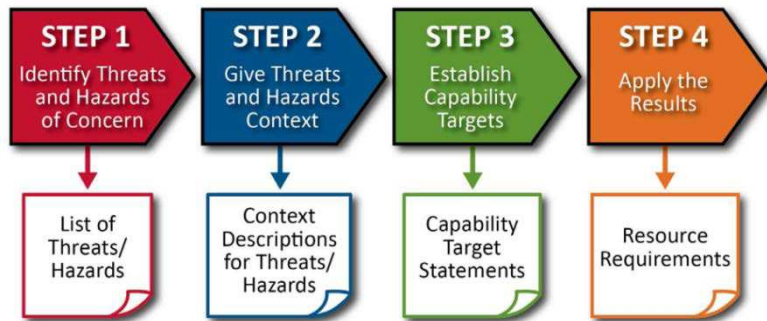 STEP 1
Identify Threats
and Hazards
of Concern
STEP 2
Give Threats
and Hazards
Context
STEP 3
Establish
Capability
Targets
STEP 4
Apply the
Results
List of
Threats/
Hazards
Context
Descriptions
for Threats/
Hazards
Capability
Target
Statements
Resource
Requirements